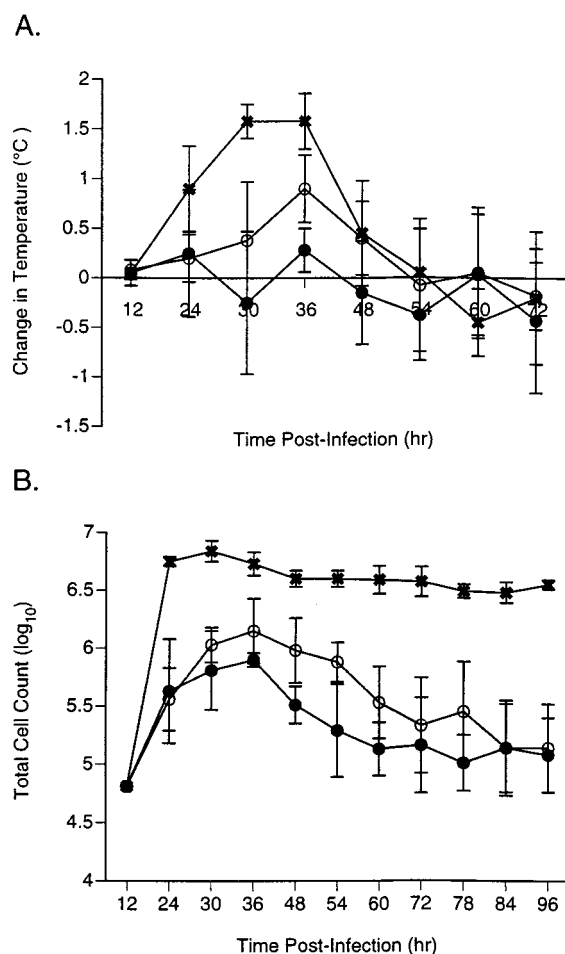 A.
Change in Temperature (°C )
2
1.5
1
0.5
0
-0.5
-1
-1.5
12 24 30 36 48 54 60 72
Time Post-Infection (hr)
B.
Total Cell Count (log10)
7
6.5
6
5.5
5
4.5
4
12 24 30 36 48 54 60 72 78 84 96
Time Post-Infection (hr)